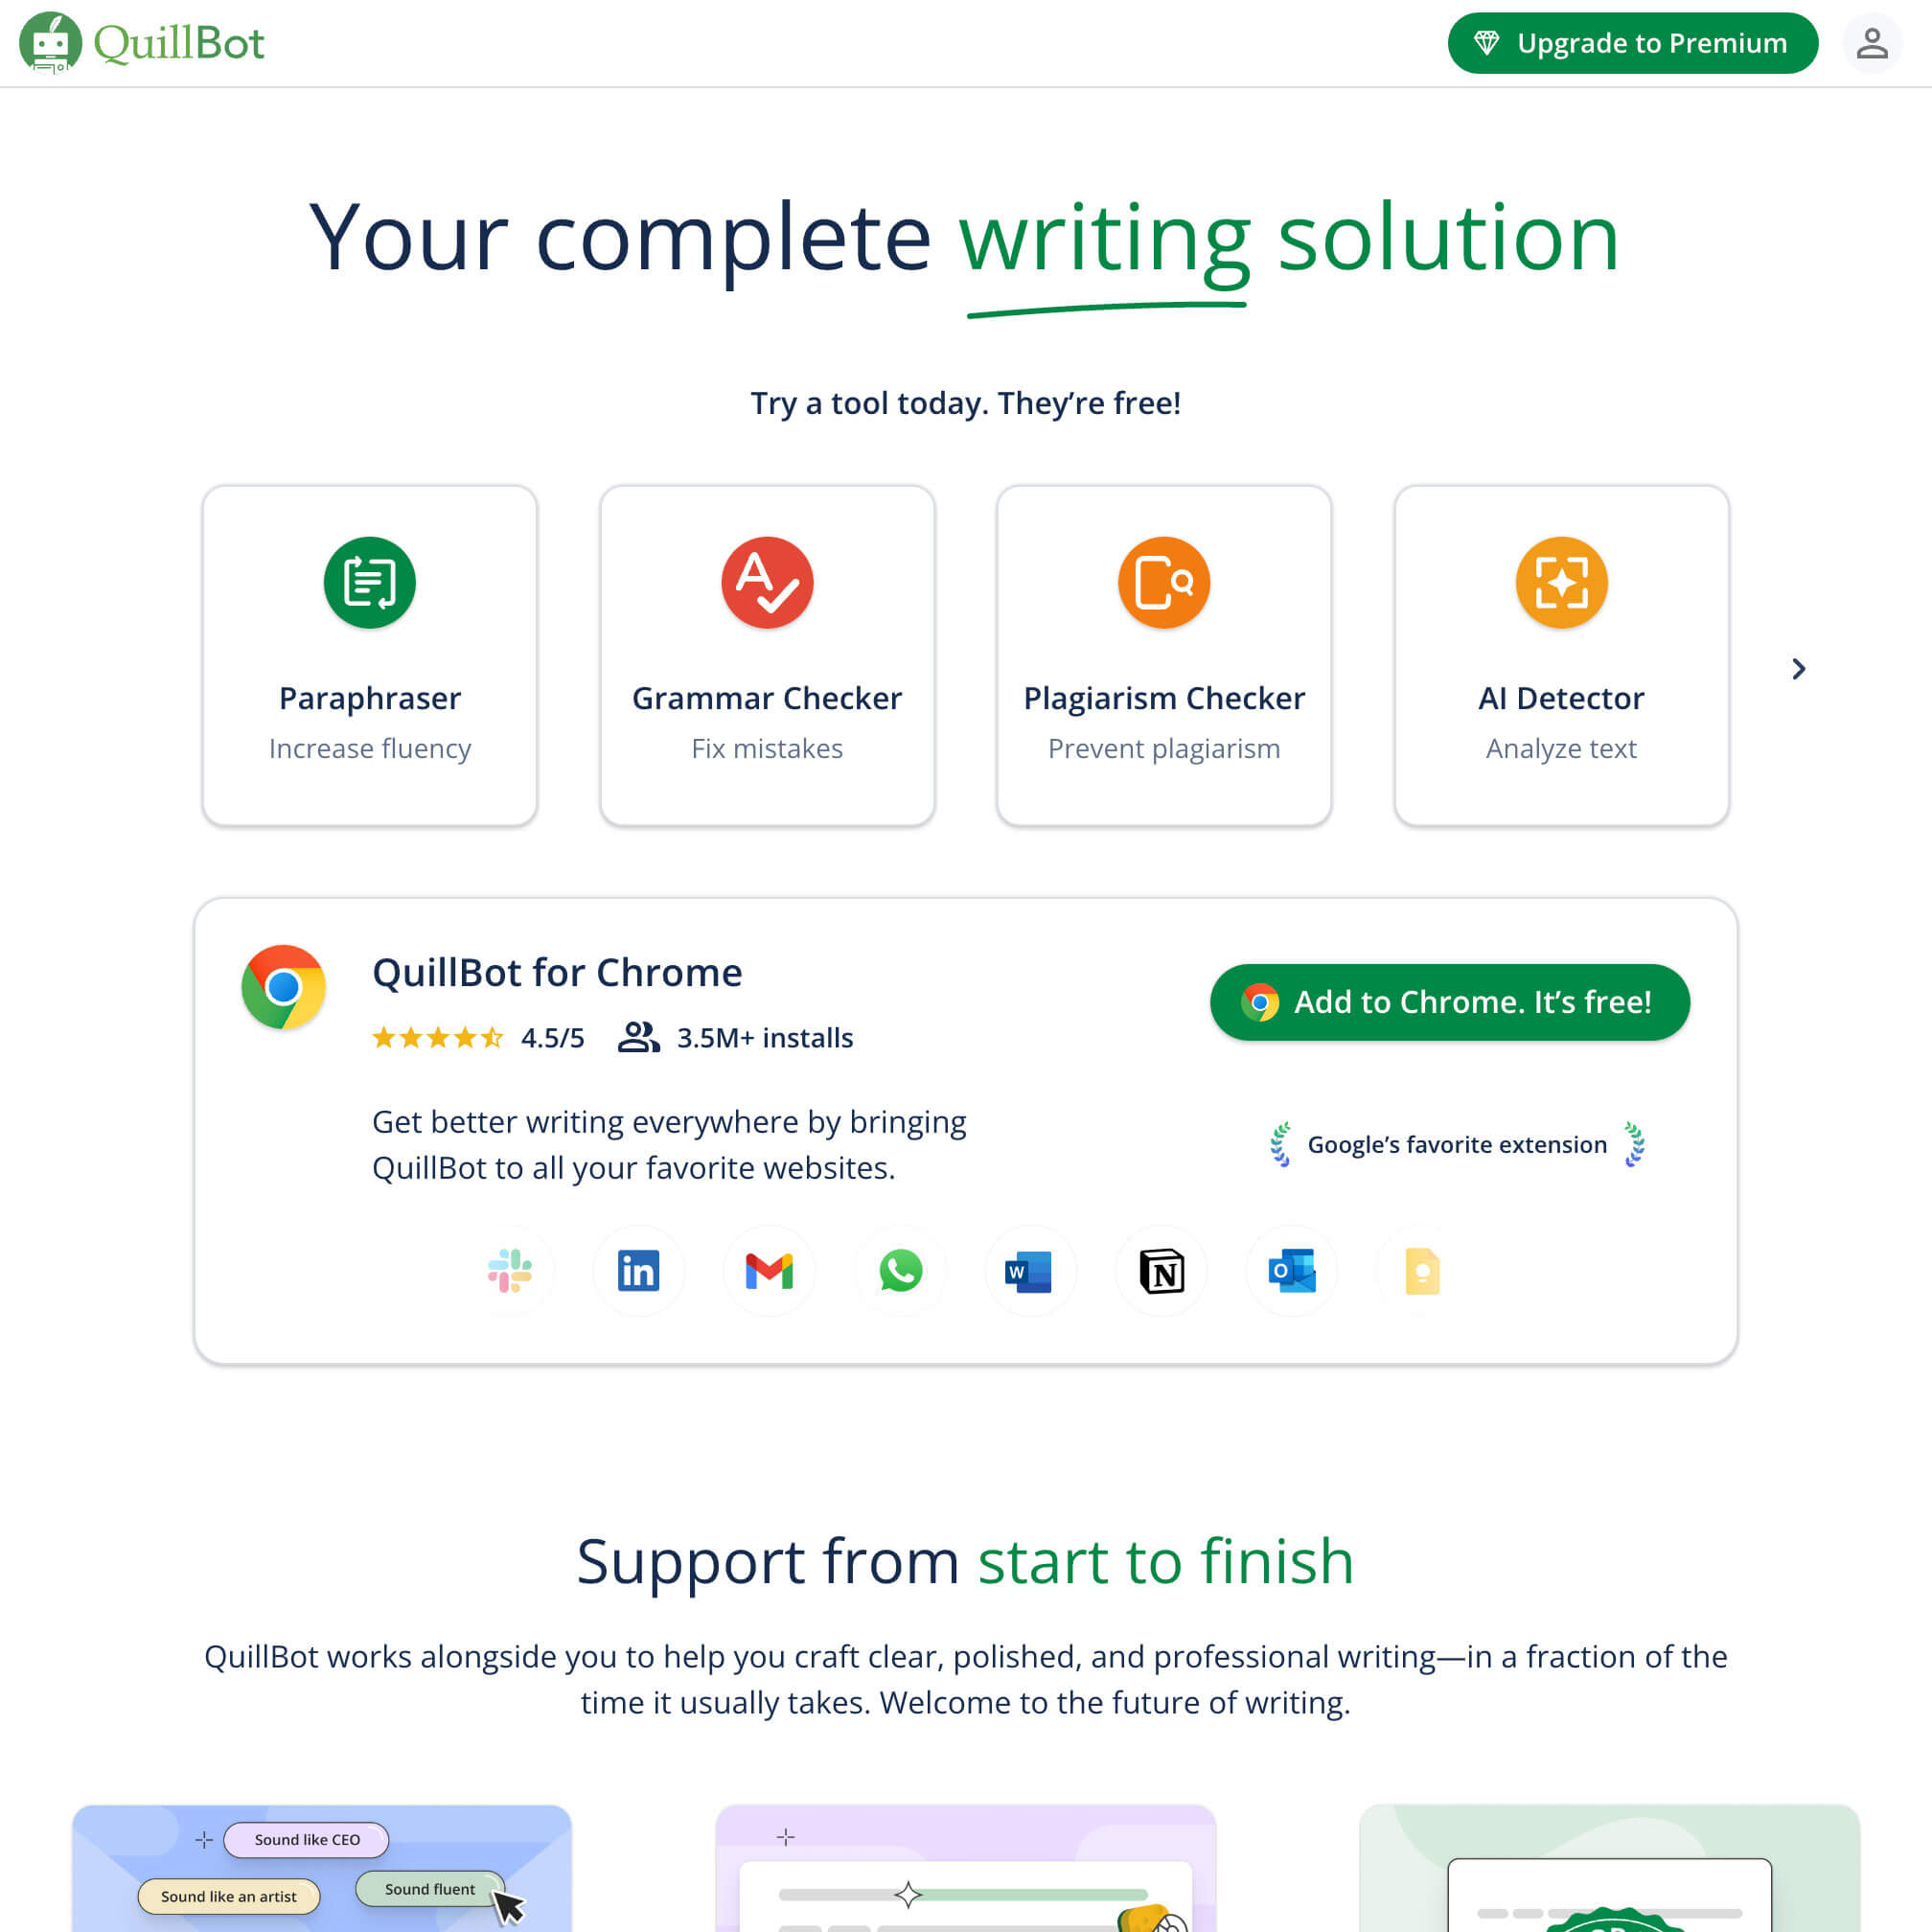 QuillBot
Upgrade to Premium
Your complete writing solution
Try a tool today. They’re free!
Paraphraser
Increase fluency
Grammar Checker
Fix mistakes
Plagiarism Checker
Prevent plagiarism
AI Detector
Analyze text
QuillBot for Chrome
4.5/5
3.5M+ installs
Add to Chrome. It’s free!
Get better writing everywhere by bringing
QuillBot to all your favorite websites.
Google’s favorite extension
Support from start to finish
QuillBot works alongside you to help you craft clear, polished, and professional writing—in a fraction of the
time it usually takes. Welcome to the future of writing.
Sound like CEO
Sound like an artist
Sound fluent